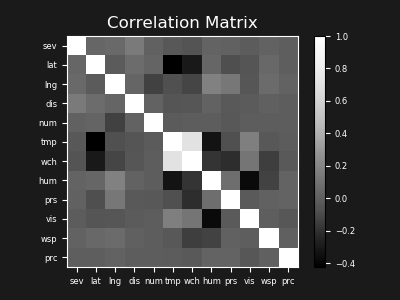 Correlation Matrix
sev
lat
lng
dis
num
tmp
wch
hum
prs
vis
wsp
prc
sev lat lng dis num tmp wch hum prs vis wsp prc
1.0
0.8
0.6
0.4
0.2
0.0
−0.2
−0.4